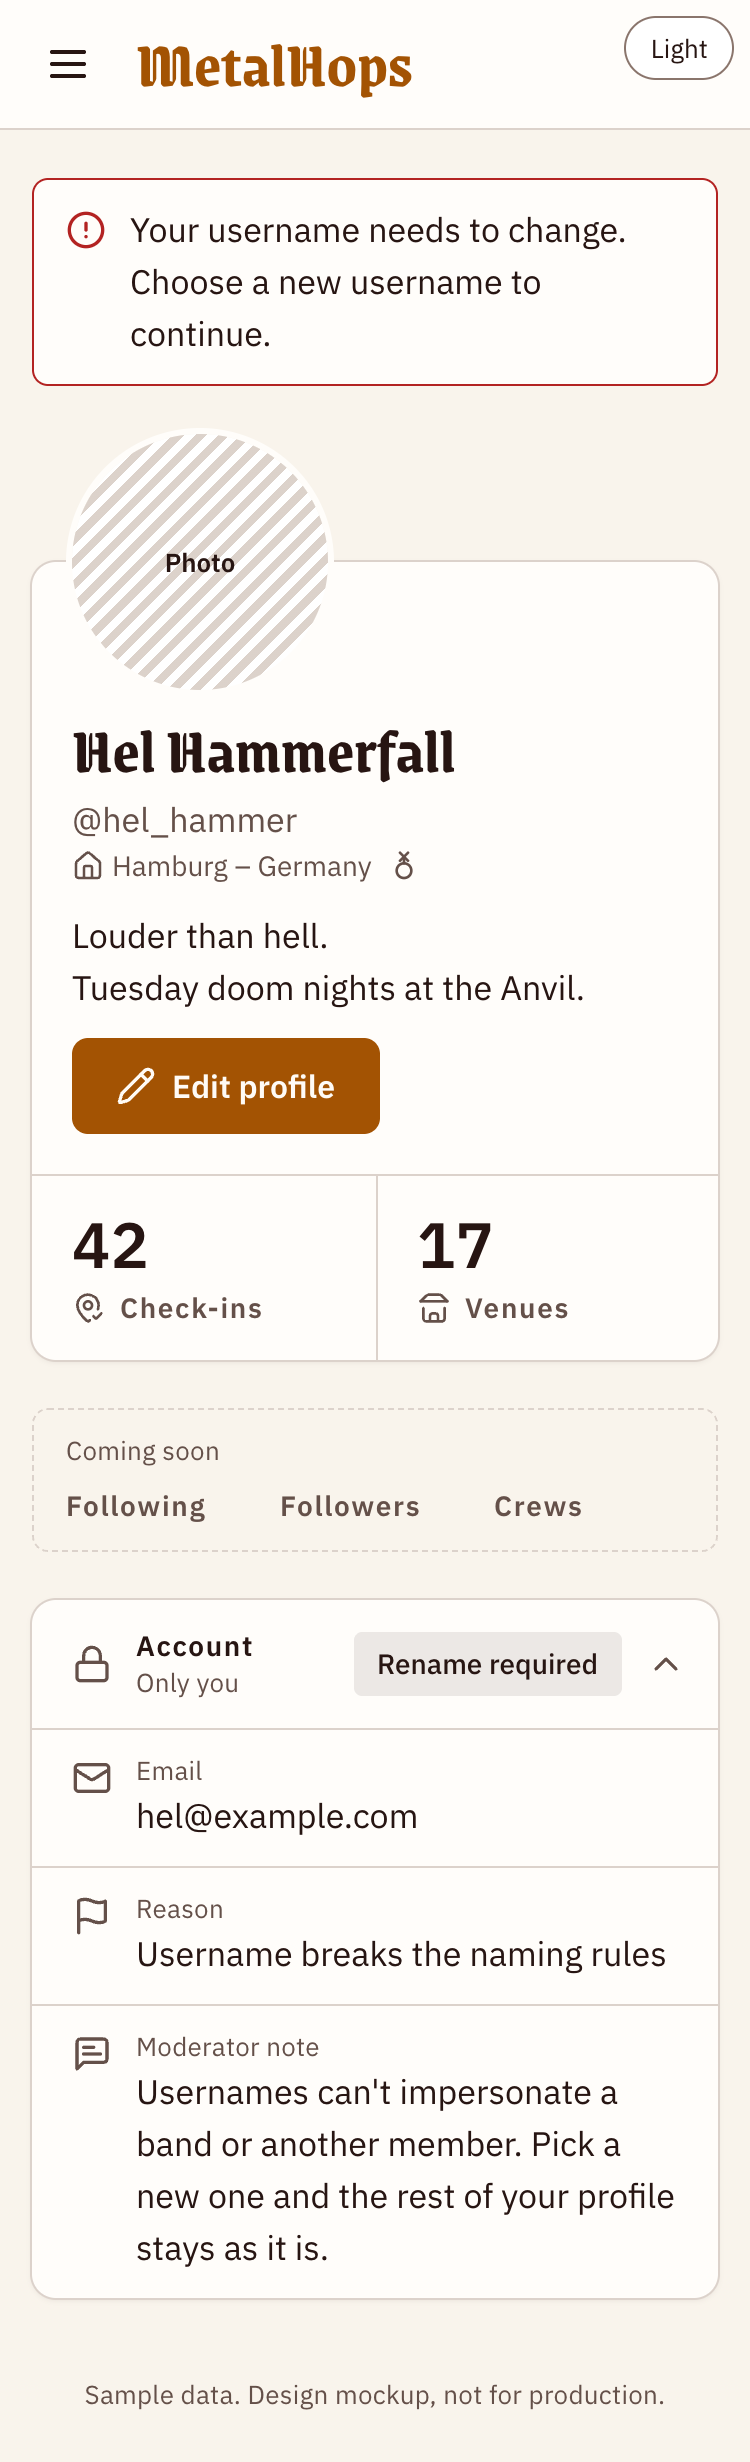 MetalHops
Light
Your username needs to change.
Choose a new username to
continue.
Photo
Hel Hammerfall
@hel_hammer
Hamburg – Germany
Louder than hell.
Tuesday doom nights at the Anvil.
Edit profile
42
Check-ins
17
Venues
Coming soon
Following Followers Crews
Account
Only you
Rename required
Email
hel@example.com
Reason
Username breaks the naming rules
Moderator note
Usernames can't impersonate a
band or another member. Pick a
new one and the rest of your profile
stays as it is.
Sample data. Design mockup, not for production.